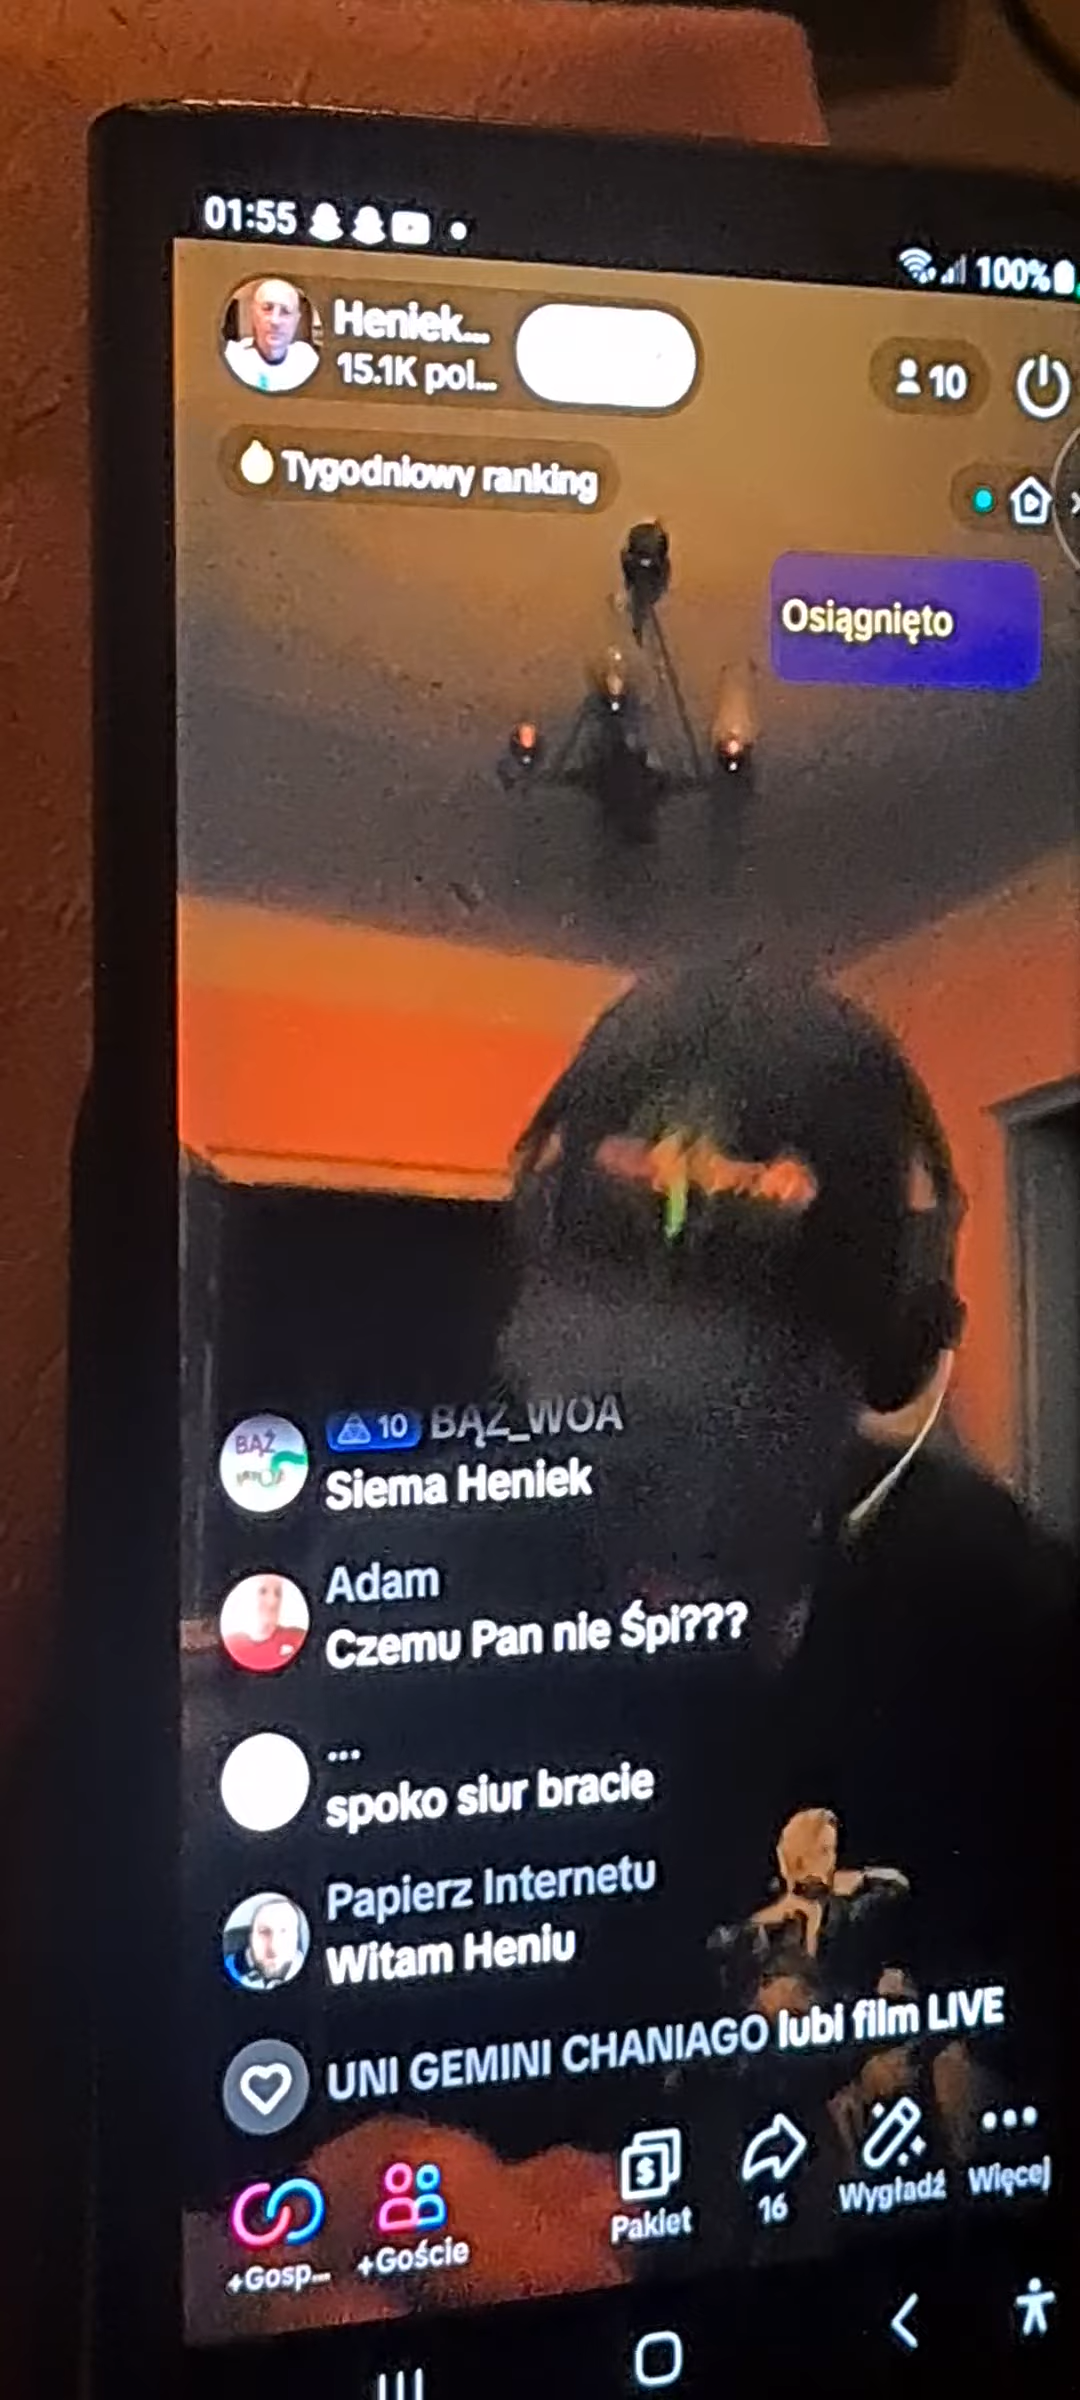 01:55
100%
Heniek...
15.1K pol...
10
Tygodniowy ranking
Osiągnięto
10 BĄŹ_WOA
Siema Heniek
Adam
Czemu Pan nie Śpi???
...
spoko siur bracie
Papierz Internetu
Witam Heniu
UNI GEMINI CHANIAGO lubi film LIVE
+Gosp...
+Goście
Pakiet
16
Wygładź
Więcej